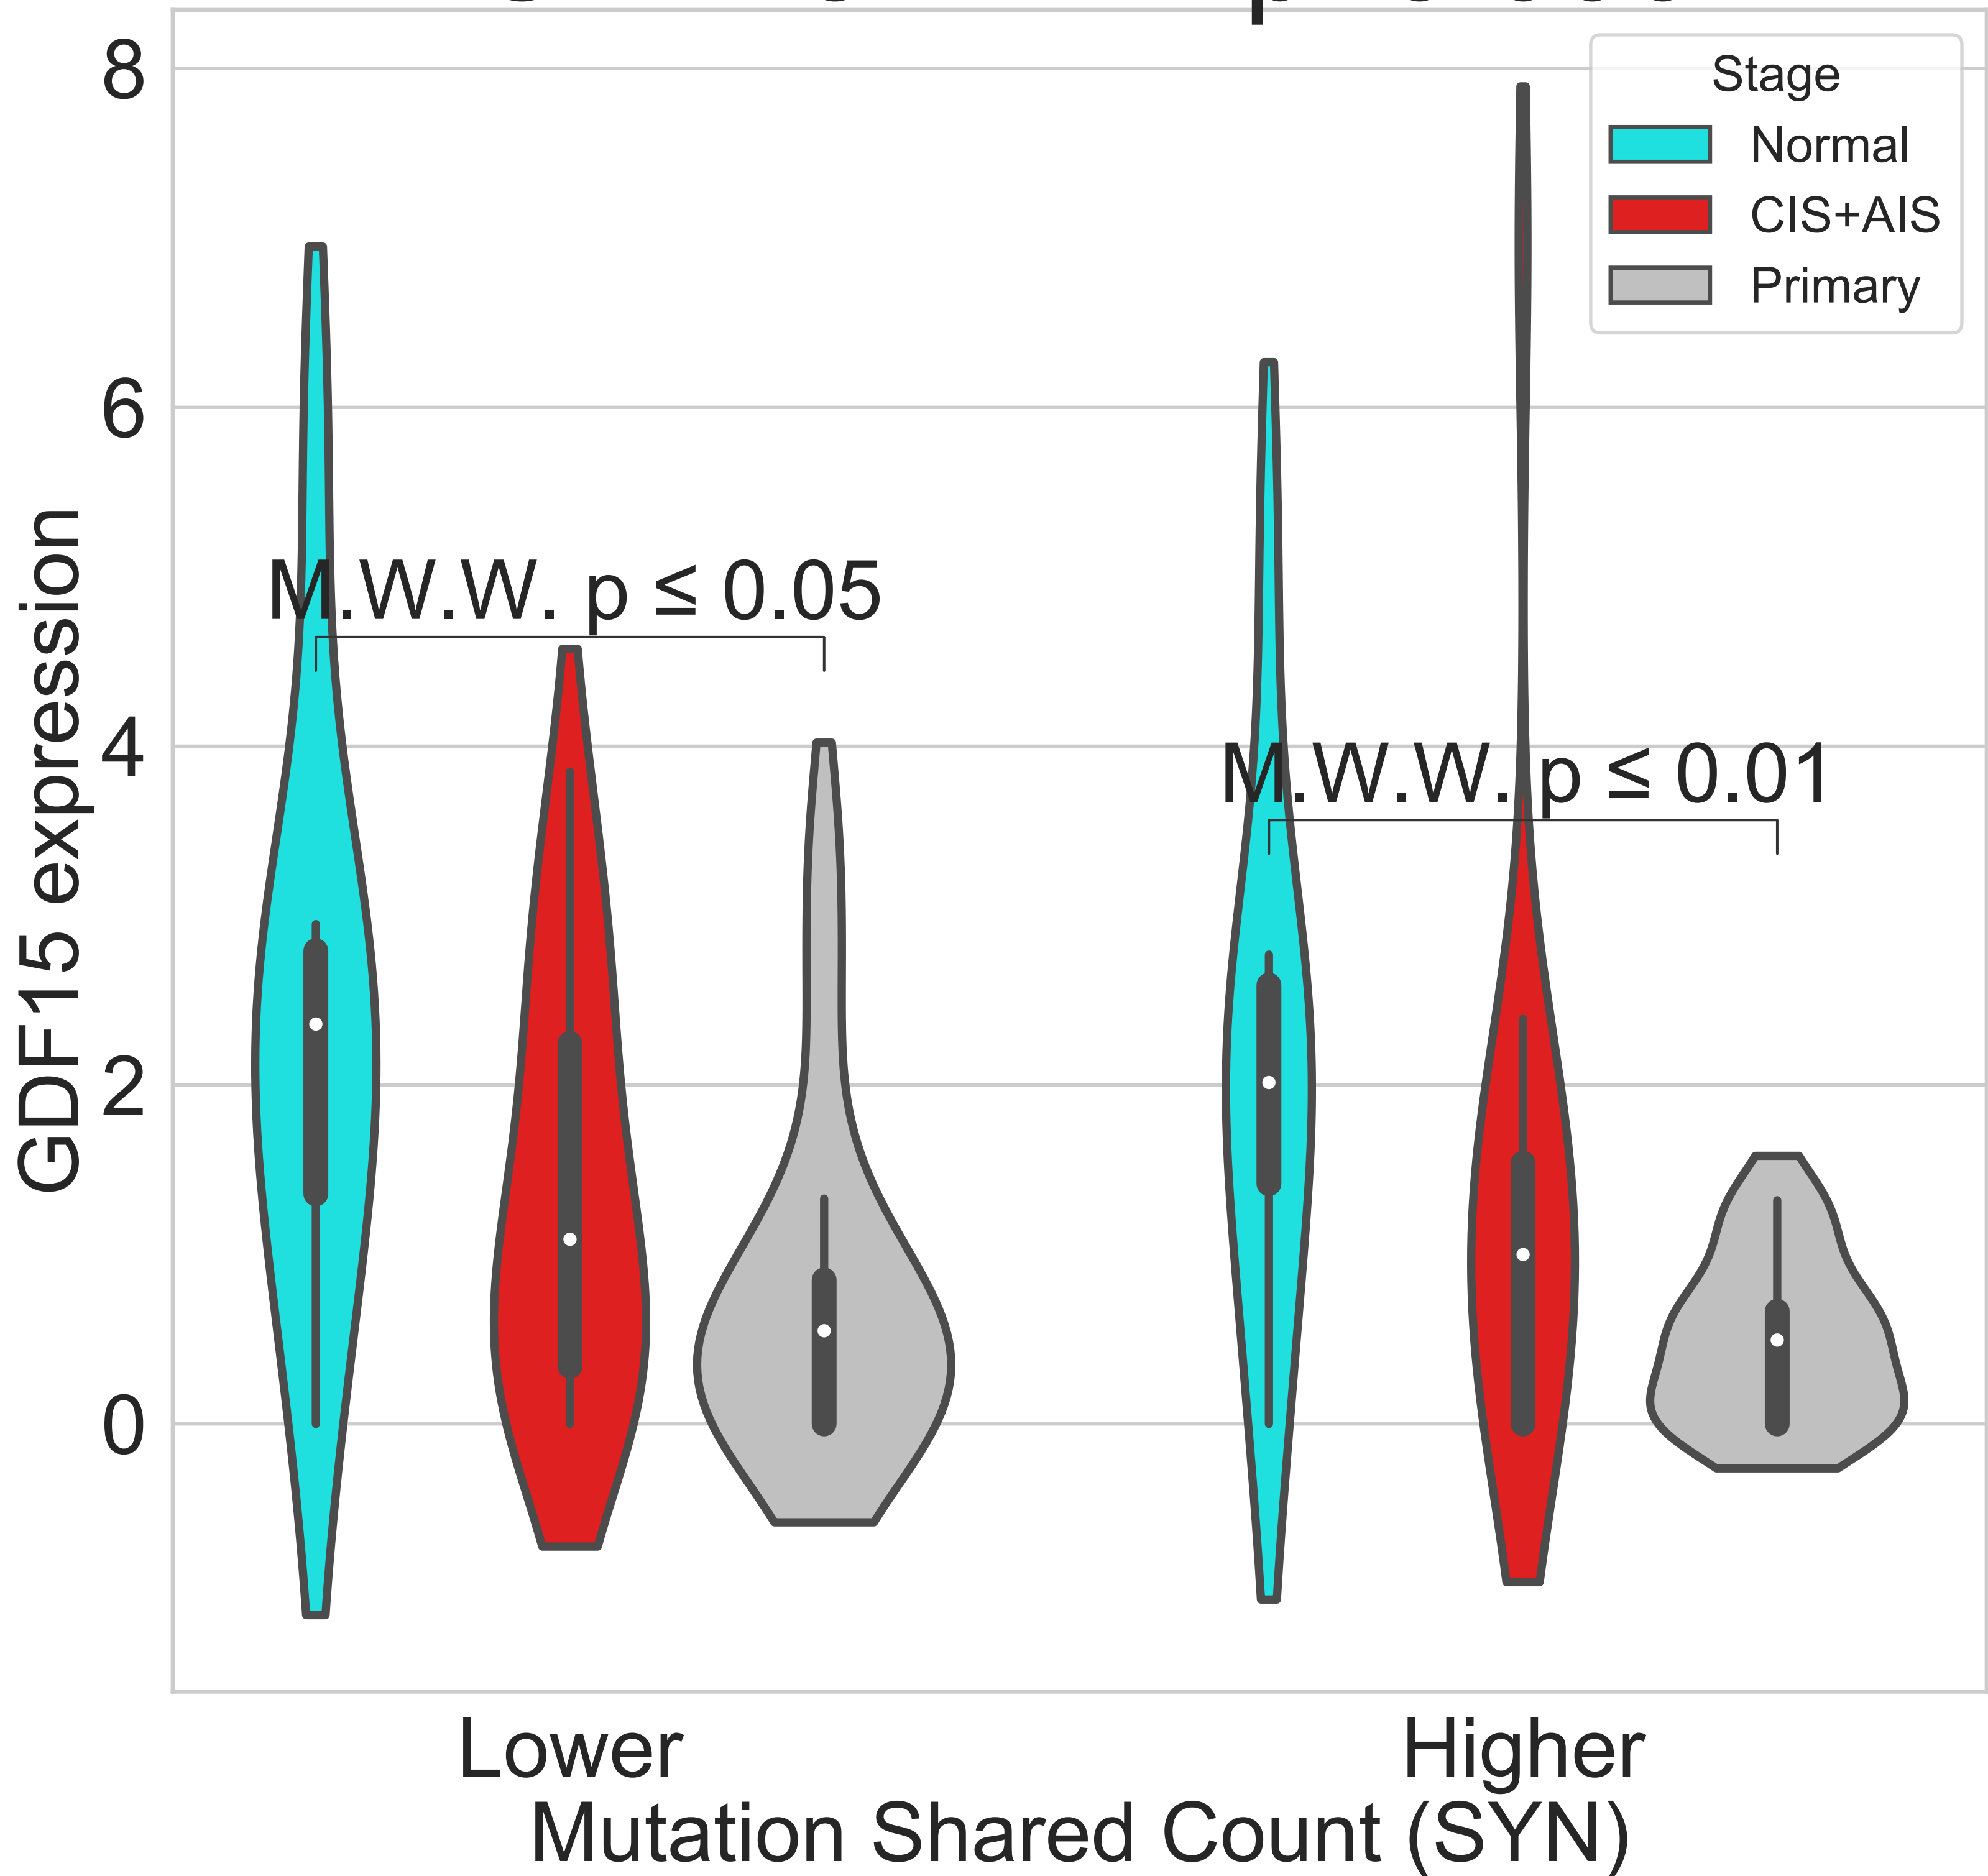 8
Stage
Normal
CIS+AIS
Primary
6
M.W.W. p ≤ 0.05
4
M.W.W. p ≤ 0.01
GDF15 expression
2
0
Lower
Higher
Mutation Shared Count (SYN)